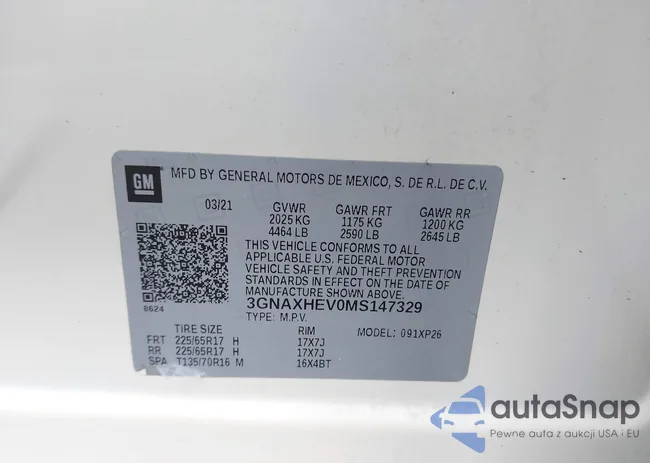 GM
MFD BY GENERAL MOTORS DE MEXICO, S. DE R.L. DE C.V.
03/21 GVWR GAWR FRT GAWR RR
2025 KG 1175 KG 1200 KG
4464 LB 2590 LB 2645 LB
THIS VEHICLE CONFORMS TO ALL
APPLICABLE U.S. FEDERAL MOTOR
VEHICLE SAFETY AND THEFT PREVENTION
STANDARDS IN EFFECT ON THE DATE OF
MANUFACTURE SHOWN ABOVE.
3GNAXHEV0MS147329
8624
TYPE: M.P.V.
TIRE SIZE RIM MODEL: 091XP26
FRT 225/65R17 H 17X7J
RR 225/65R17 H 17X7J
SPA T135/70R16 M 16X4BT
autoSnap
Pewne auta z aukcji USA i EU